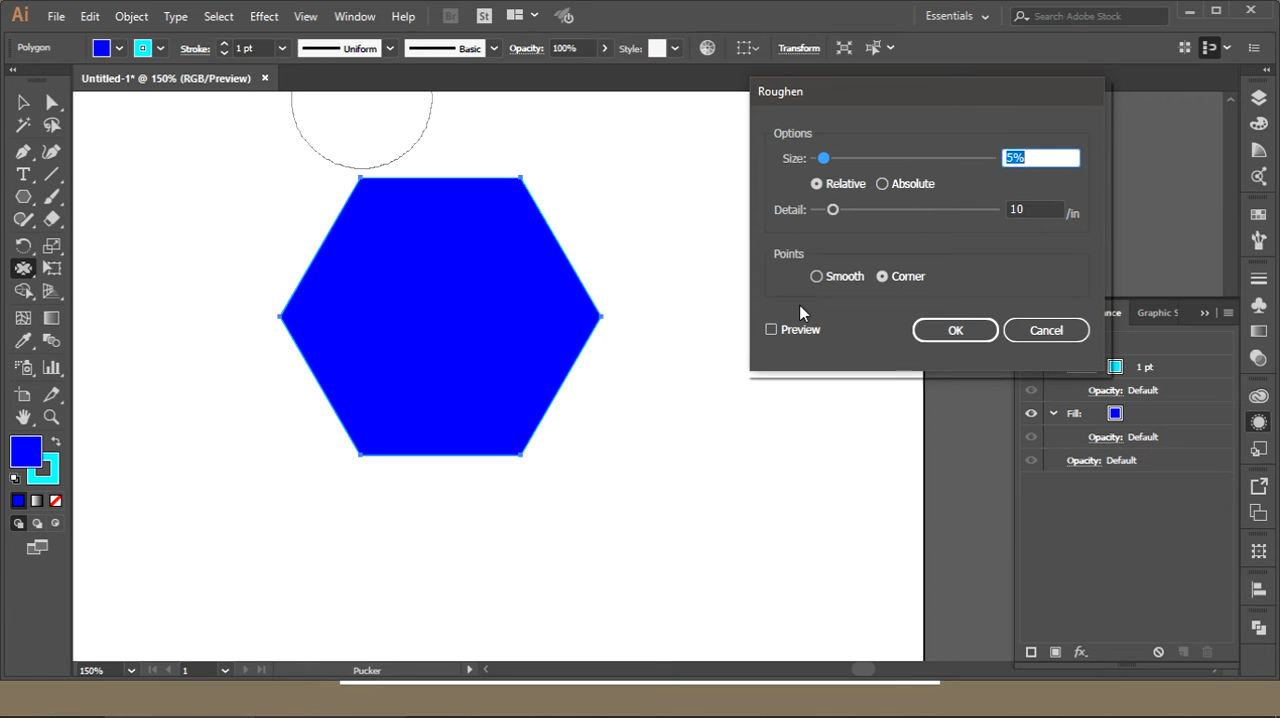 Ai File Edit Object Type Select Effect View Window Help Br St Essentials Search Adobe Stock
Polygon Stroke: 1 pt Uniform Basic Opacity: 100% Style: Transform
Untitled-1* @ 150% (RGB/Preview)
Roughen
Options
Size: 5%
Relative Absolute
Detail: 10 /in
Points
Smooth Corner
Preview OK Cancel
Graphic S
1 pt
Opacity: Default
Fill:
Opacity: Default
Opacity: Default
fx
150% 1 Pucker